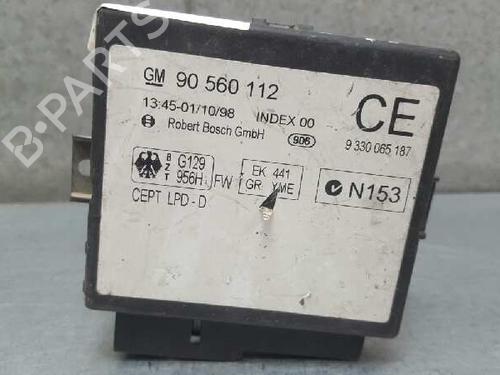 GM 90 560 112
13:45-01/10/98 INDEX 00
Robert Bosch GmbH 906
CE
9 330 065 187
BZT G129 956H FW
EK 441
GR YME
N153
CEPT LPD-D